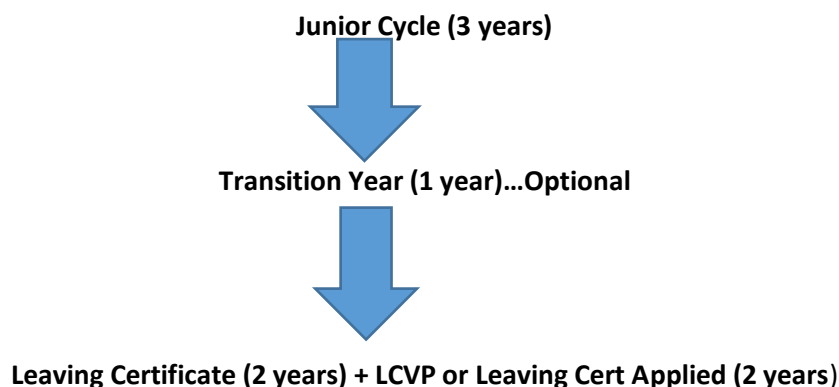 Junior Cycle (3 years)
Transition Year (1 year)...Optional
Leaving Certificate (2 years) + LCVP or Leaving Cert Applied (2 years)